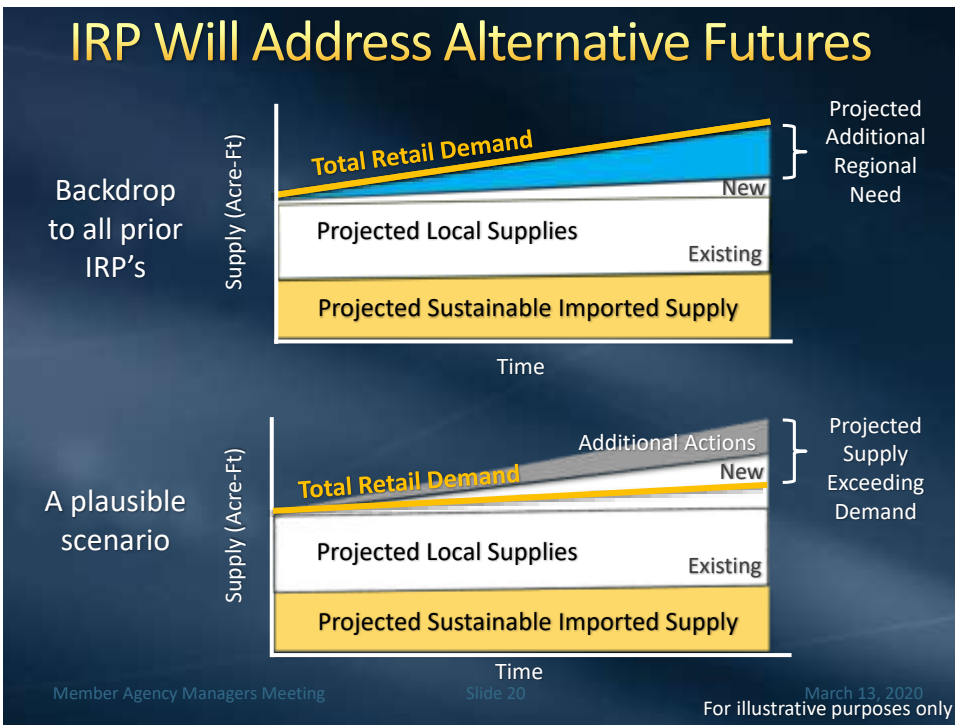 IRP Will Address Alternative Futures
Backdrop
to all prior
IRP's
Supply (Acre-Ft)
Total Retail Demand
New
Projected Local Supplies
Existing
Projected Sustainable Imported Supply
Time
Projected
Additional
Regional
Need
A plausible
scenario
Supply (Acre-Ft)
Additional Actions
New
Total Retail Demand
Projected Local Supplies
Existing
Projected Sustainable Imported Supply
Time
Projected
Supply
Exceeding
Demand
Member Agency Managers Meeting
Slide 20
March 13, 2020
For illustrative purposes only